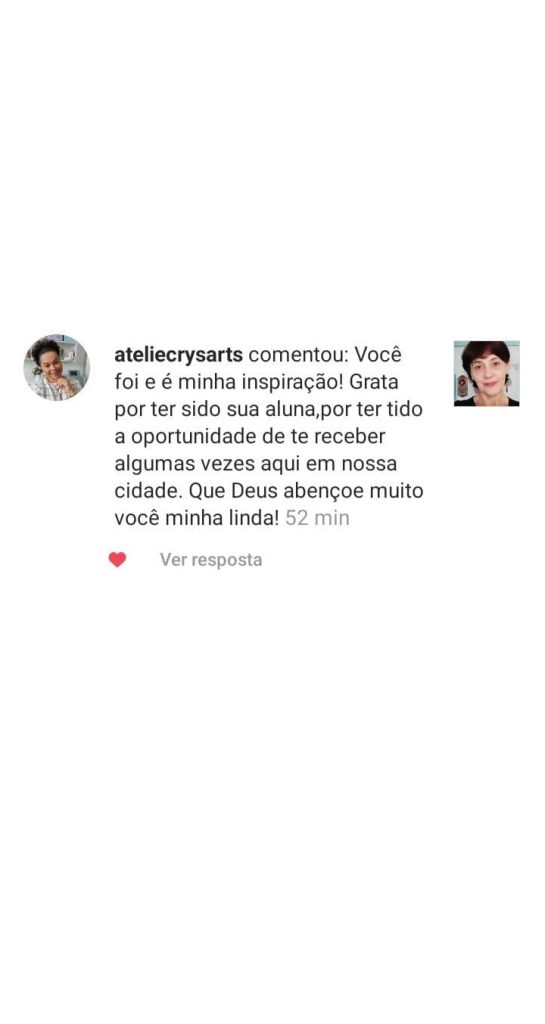 ateliecrysarts comentou: Você
foi e é minha inspiração! Grata
por ter sido sua aluna,por ter tido
a oportunidade de te receber
algumas vezes aqui em nossa
cidade. Que Deus abençoe muito
você minha linda! 52 min
Ver resposta